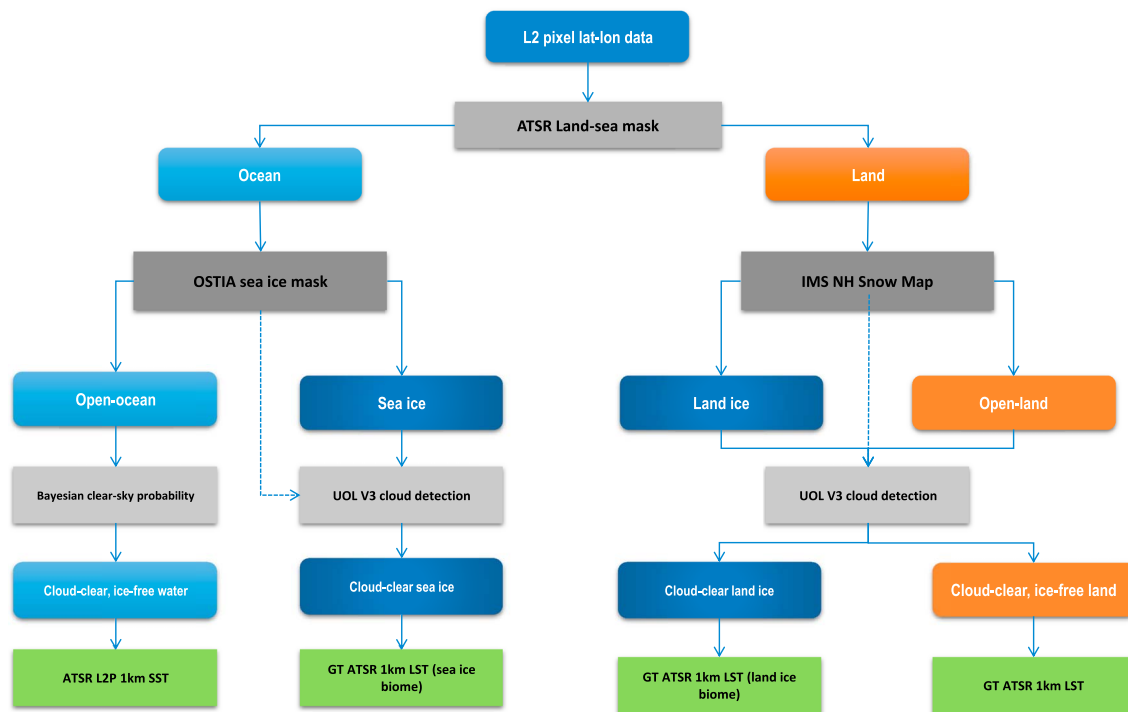 L2 pixel lat-lon data
ATSR Land-sea mask
Ocean
Land
OSTIA sea ice mask
IMS NH Snow Map
Open-ocean
Sea ice
Land ice
Open-land
Bayesian clear-sky probability
UOL V3 cloud detection
UOL V3 cloud detection
Cloud-clear, ice-free water
Cloud-clear sea ice
Cloud-clear land ice
Cloud-clear, ice-free land
ATSR L2P 1km SST
GT ATSR 1km LST (sea ice
biome)
GT ATSR 1km LST (land ice
biome)
GT ATSR 1km LST